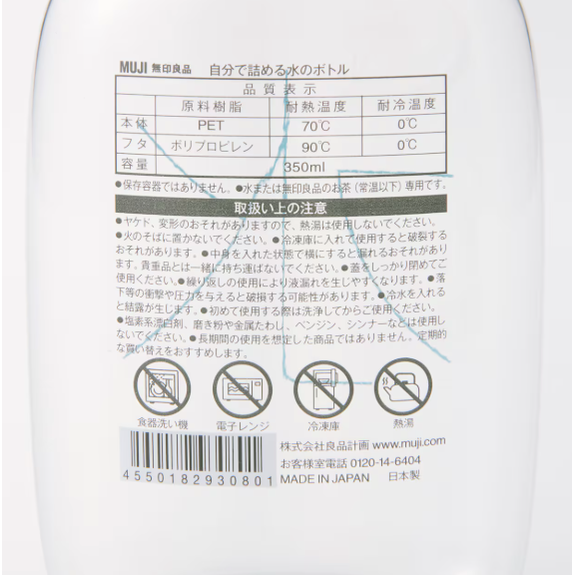 MUJI 無印良品 自分で詰める水のボトル
品質表示
原料樹脂 耐熱温度 耐冷温度
本体 PET 70℃ 0℃
フタ ポリプロピレン 90℃ 0℃
容量 350ml
●保存容器ではありません。●水または無印良品のお茶(常温以下)専用です。
取扱い上の注意
●ヤケド、変形のおそれがありますので、熱湯は使用しないでください。
●火のそばに置かないでください。●冷凍庫に入れて使用すると破裂する
おそれがあります。●中身を入れた状態で横にすると漏れるおそれがあり
ます。貴重品とは一緒に持ち運ばないでください。●蓋をしっかり閉めてご
使用ください。●繰り返しの使用により液漏れを生じやすくなります。●落
下等の衝撃や圧力を与えると破損する可能性があります。●冷水を入れる
と結露が生じます。●初めて使用する際は洗浄してからご使用ください。
●塩素系漂白剤、磨き粉や金属たわし、ベンジン、シンナーなどは使用し
ないでください。●長期間の使用を想定した商品ではありません。定期的
な買い替えをおすすめします。
食器洗い機 電子レンジ 冷凍庫 熱湯
株式会社良品計画 www.muji.com
お客様室電話 0120-14-6404
MADE IN JAPAN 日本製
4550182930801